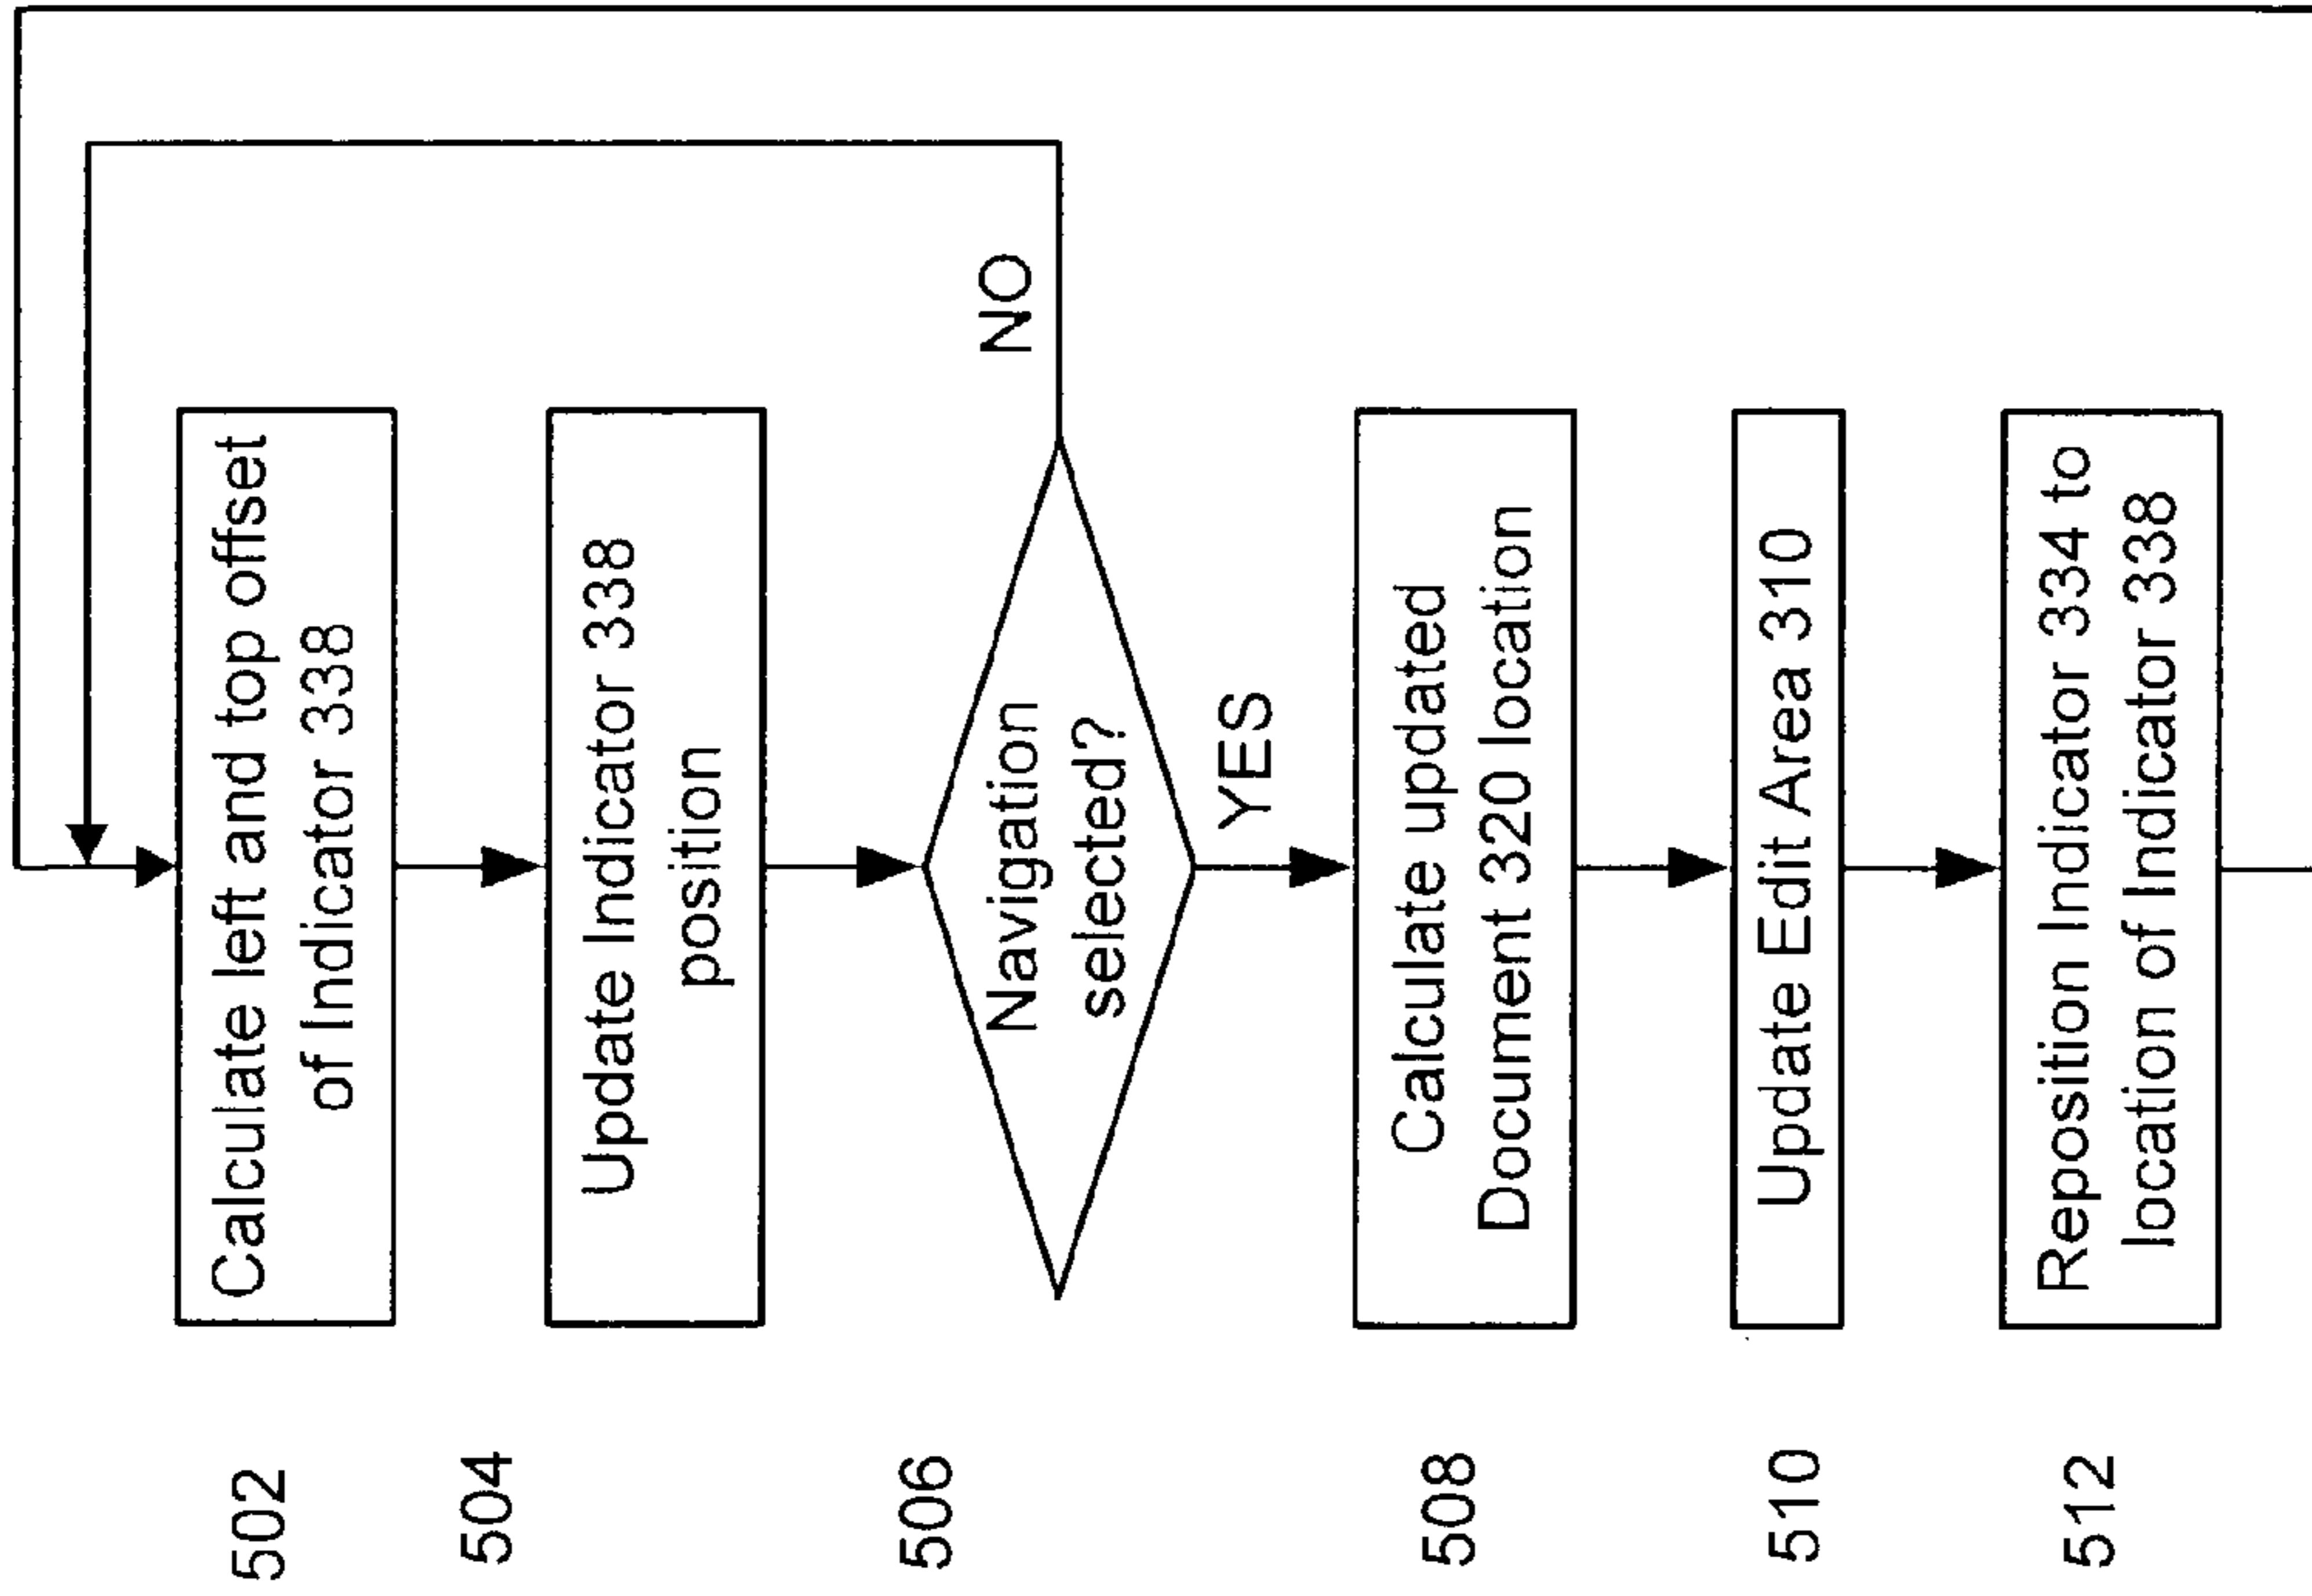 502
Calculate left and top offset
of Indicator 338
504
Update Indicator 338
position
506
Navigation
selected?
NO
YES
508
Calculate updated
Document 320 location
510
Update Edit Area 310
512
Reposition Indicator 334 to
location of Indicator 338